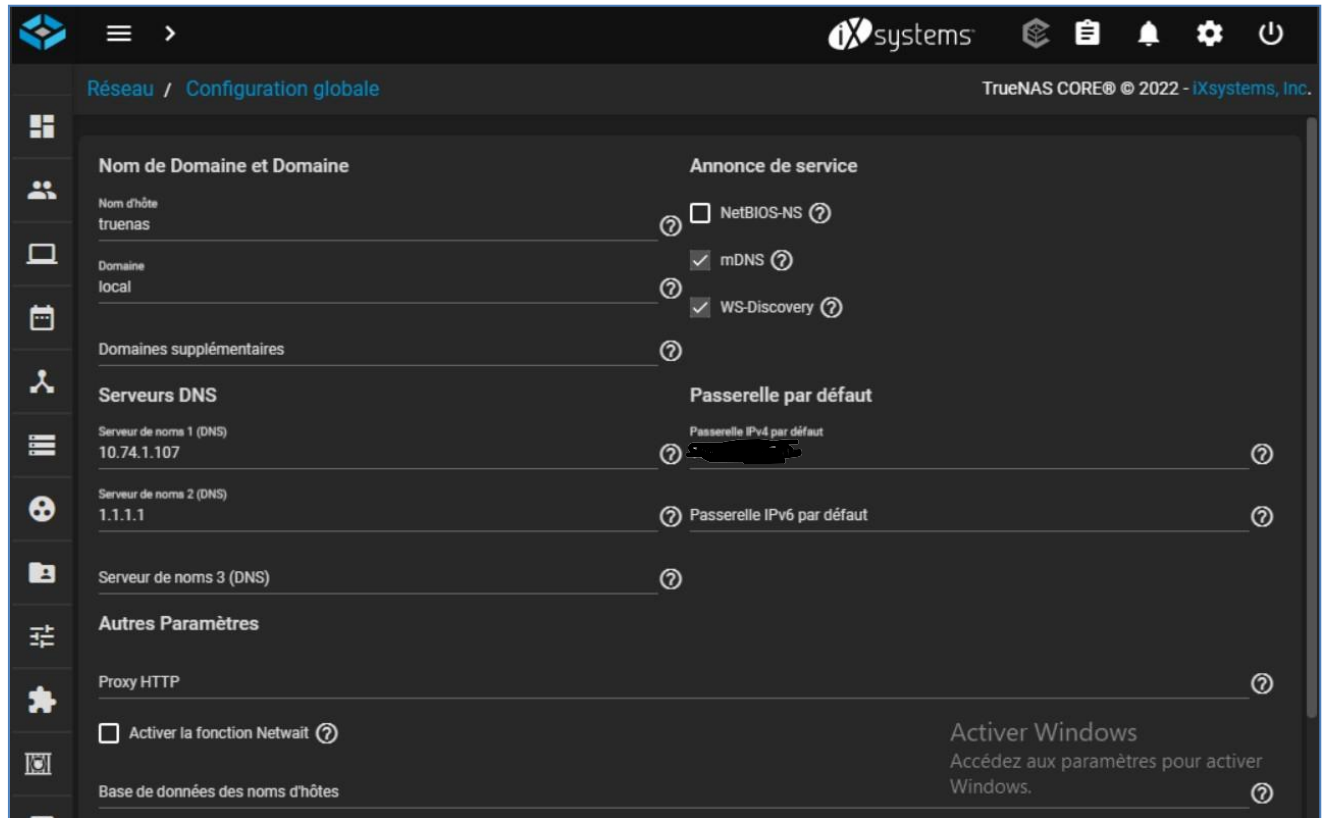 iXsystems
Réseau / Configuration globale
TrueNAS CORE® © 2022 - iXsystems, Inc.
Nom de Domaine et Domaine
Nom d'hôte
truenas
Domaine
local
Domaines supplémentaires
Annonce de service
NetBIOS-NS
mDNS
WS-Discovery
Serveurs DNS
Serveur de noms 1 (DNS)
10.74.1.107
Serveur de noms 2 (DNS)
1.1.1.1
Serveur de noms 3 (DNS)
Passerelle par défaut
Passerelle IPv4 par défaut
Passerelle IPv6 par défaut
Autres Paramètres
Proxy HTTP
Activer la fonction Netwait
Base de données des noms d'hôtes
Activer Windows
Accédez aux paramètres pour activer
Windows.